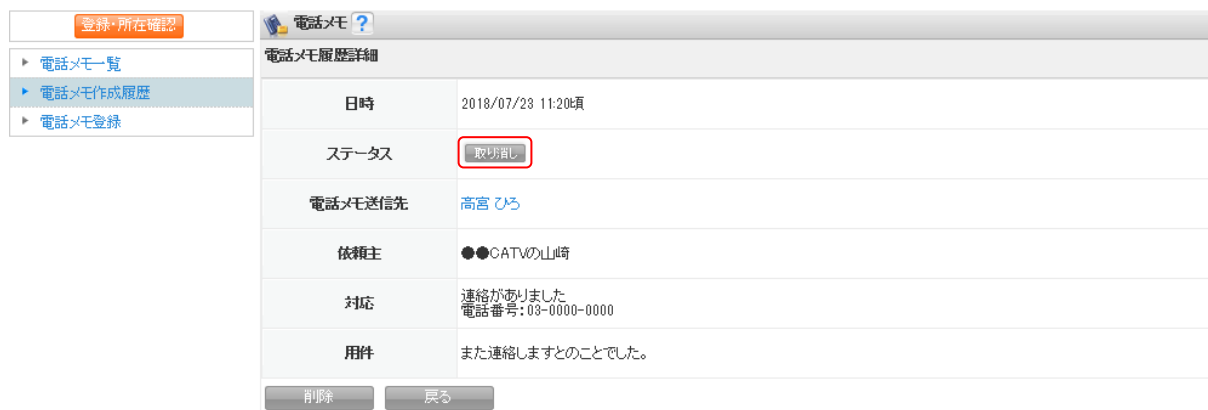 登録・所在確認
電話メモ一覧
電話メモ作成履歴
電話メモ登録
電話メモ ?
電話メモ履歴詳細
日時 2018/07/23 11:20頃
ステータス 取り消し
電話メモ送信先 高宮 ひろ
依頼主 ●●CATVの山崎
対応 連絡がありました
電話番号:03-0000-0000
用件 また連絡しますとのことでした。
削除 戻る